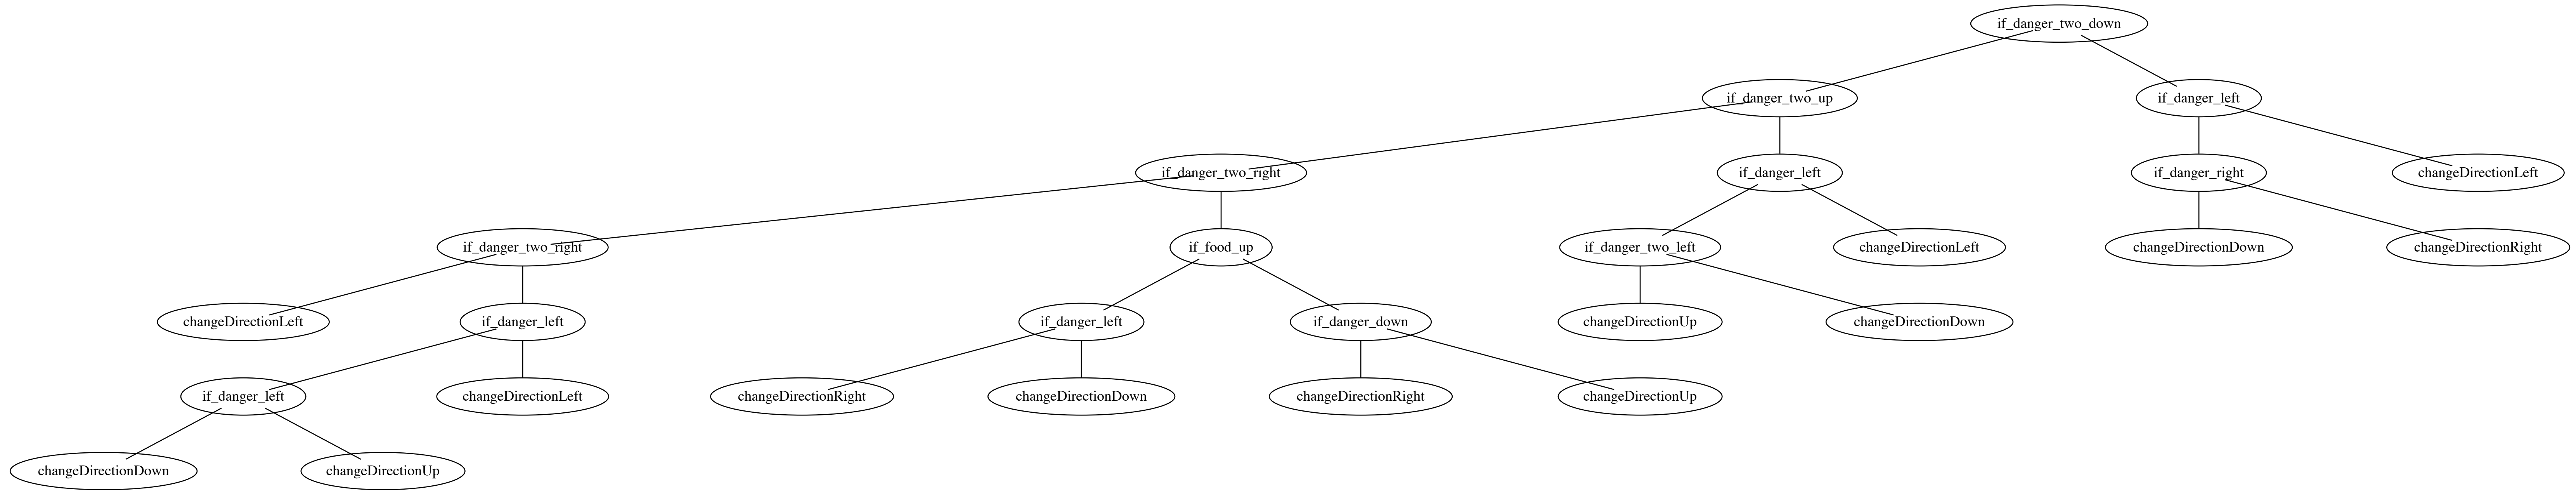 if_danger_two_down
if_danger_two_up
if_danger_left
if_danger_two_right
if_danger_left
if_danger_right
changeDirectionLeft
if_danger_two_right
if_food_up
if_danger_two_left
changeDirectionLeft
changeDirectionDown
changeDirectionRight
changeDirectionLeft
if_danger_left
if_danger_left
if_danger_down
changeDirectionUp
changeDirectionDown
if_danger_left
changeDirectionLeft
changeDirectionRight
changeDirectionDown
changeDirectionRight
changeDirectionUp
changeDirectionDown
changeDirectionUp